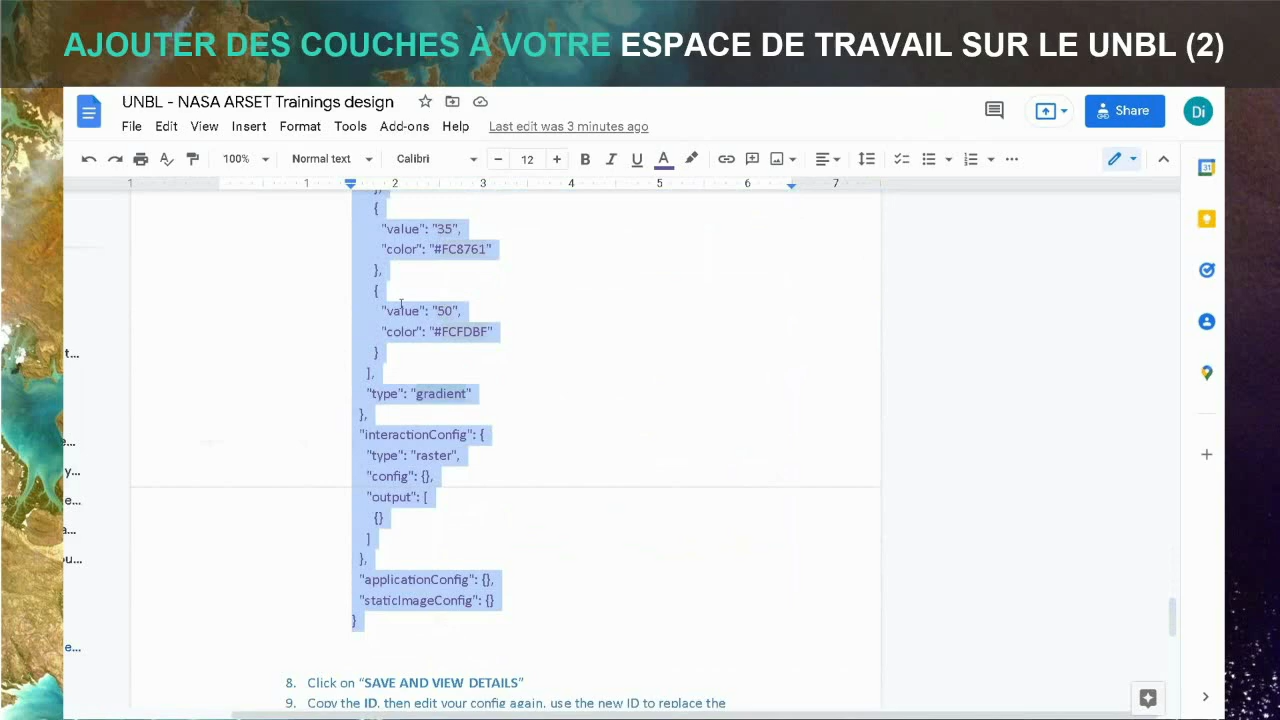 AJOUTER DES COUCHES À VOTRE ESPACE DE TRAVAIL SUR LE UNBL (2)
UNBL - NASA ARSET Trainings design
File Edit View Insert Format Tools Add-ons Help Last edit was 3 minutes ago
Share
Di
100% Normal text Calibri 12 B I U A
31
1 1 2 3 4 5 6 7
{
"value": "35",
"color": "#FC8761"
},
{
"value": "50",
"color": "#FCFDBF"
}
],
"type": "gradient"
},
"interactionConfig": {
"type": "raster",
"config": {},
"output": [
{}
]
},
"applicationConfig": {},
"staticImageConfig": {}
}
t...
e...
y...
e...
a...
ou...
e...
8. Click on “SAVE AND VIEW DETAILS”
9. Copy the ID, then edit your config again, use the new ID to replace the